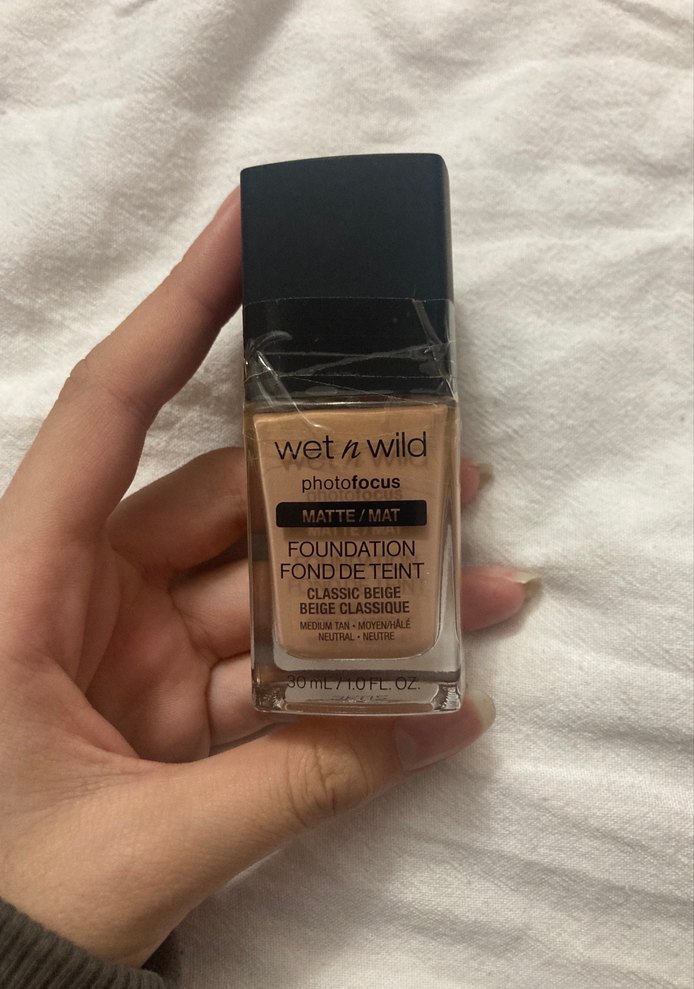 wet n wild
photofocus
MATTE / MAT
FOUNDATION
FOND DE TEINT
CLASSIC BEIGE
BEIGE CLASSIQUE
MEDIUM TAN • MOYEN/HÂLÉ
NEUTRAL • NEUTRE
30 mL / 1.0 FL. OZ.